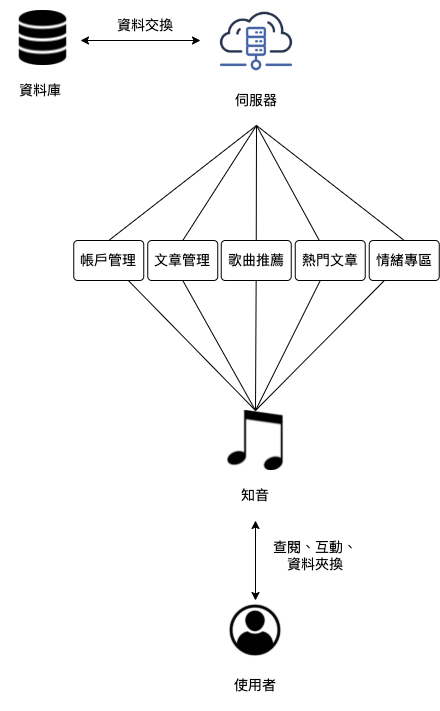 資料交換
資料庫
伺服器
帳戶管理
文章管理
歌曲推薦
熱門文章
情緒專區
知音
查閱、互動、
資料夾換
使用者